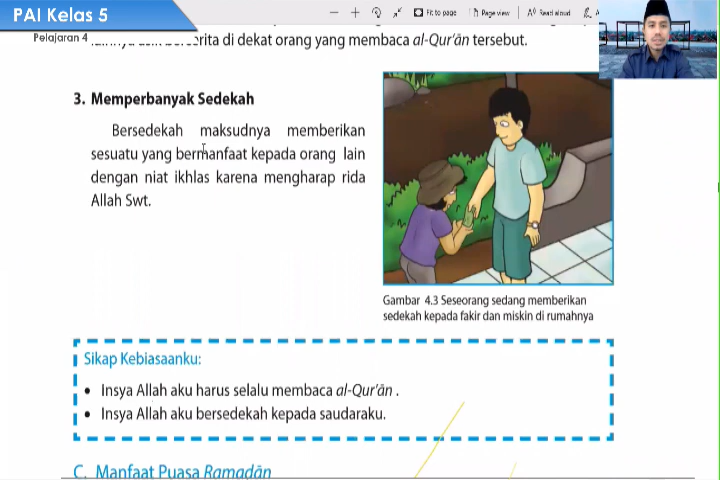 PAI Kelas 5
Fit to page
Page view
Read aloud
Pelajaran 4
di dekat orang yang membaca al-Qur'ān tersebut.
3. Memperbanyak Sedekah
Bersedekah maksudnya memberikan
sesuatu yang bermanfaat kepada orang lain
dengan niat ikhlas karena mengharap rida
Allah Swt.
Gambar 4.3 Seseorang sedang memberikan
sedekah kepada fakir dan miskin di rumahnya
Sikap Kebiasaanku:
• Insya Allah aku harus selalu membaca al-Qur'ān .
• Insya Allah aku bersedekah kepada saudaraku.
C. Manfaat Puasa Ramaḍān